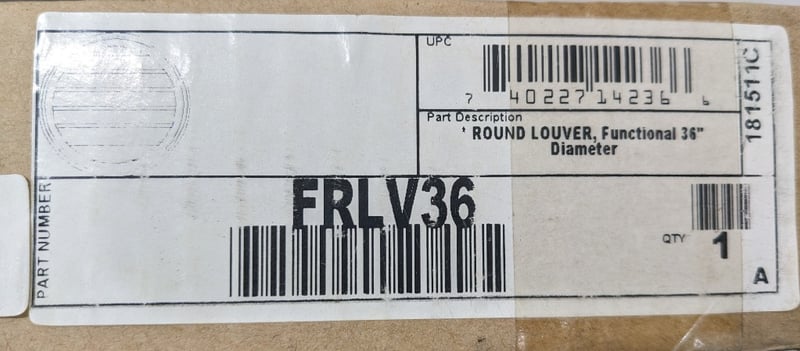 UPC
7 40227 14236 6
Part Description
* ROUND LOUVER, Functional 36"
Diameter
181511C
PART NUMBER
FRLV36
QTY 1
A